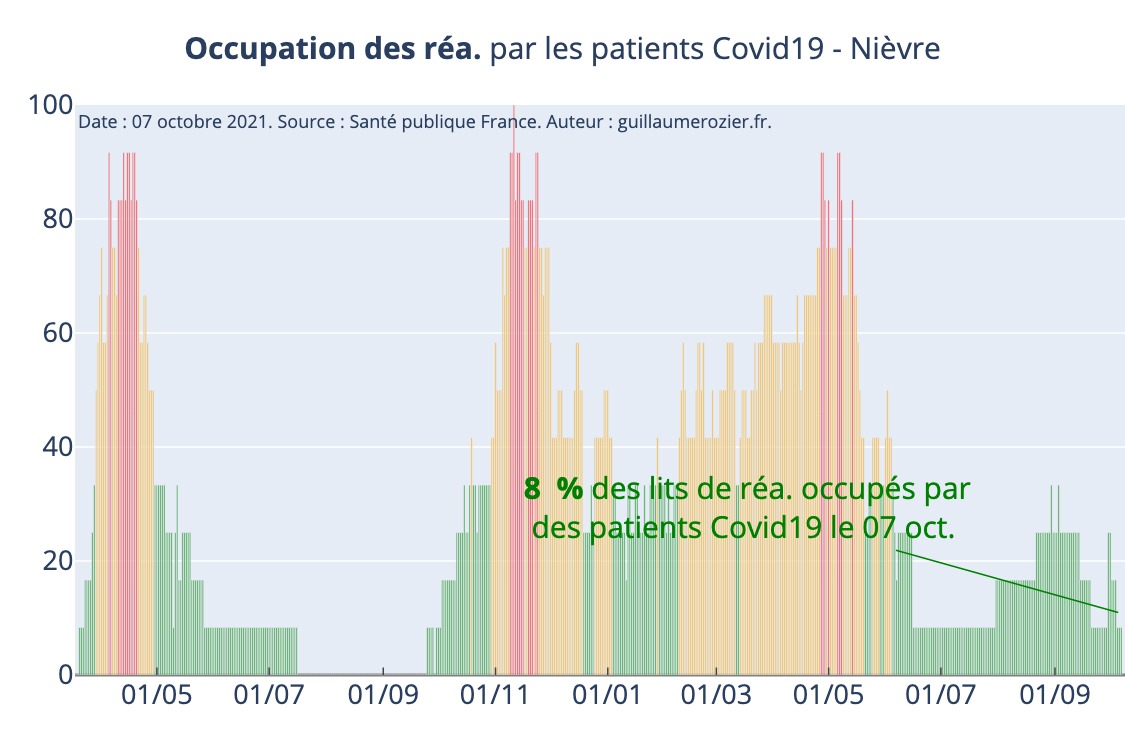 Occupation des réa. par les patients Covid19 - Nièvre
100
Date : 07 octobre 2021. Source : Santé publique France. Auteur : guillaumerozier.fr.
80
60
40
8 % des lits de réa. occupés par
des patients Covid19 le 07 oct.
20
0
01/05 01/07 01/09 01/11 01/01 01/03 01/05 01/07 01/09